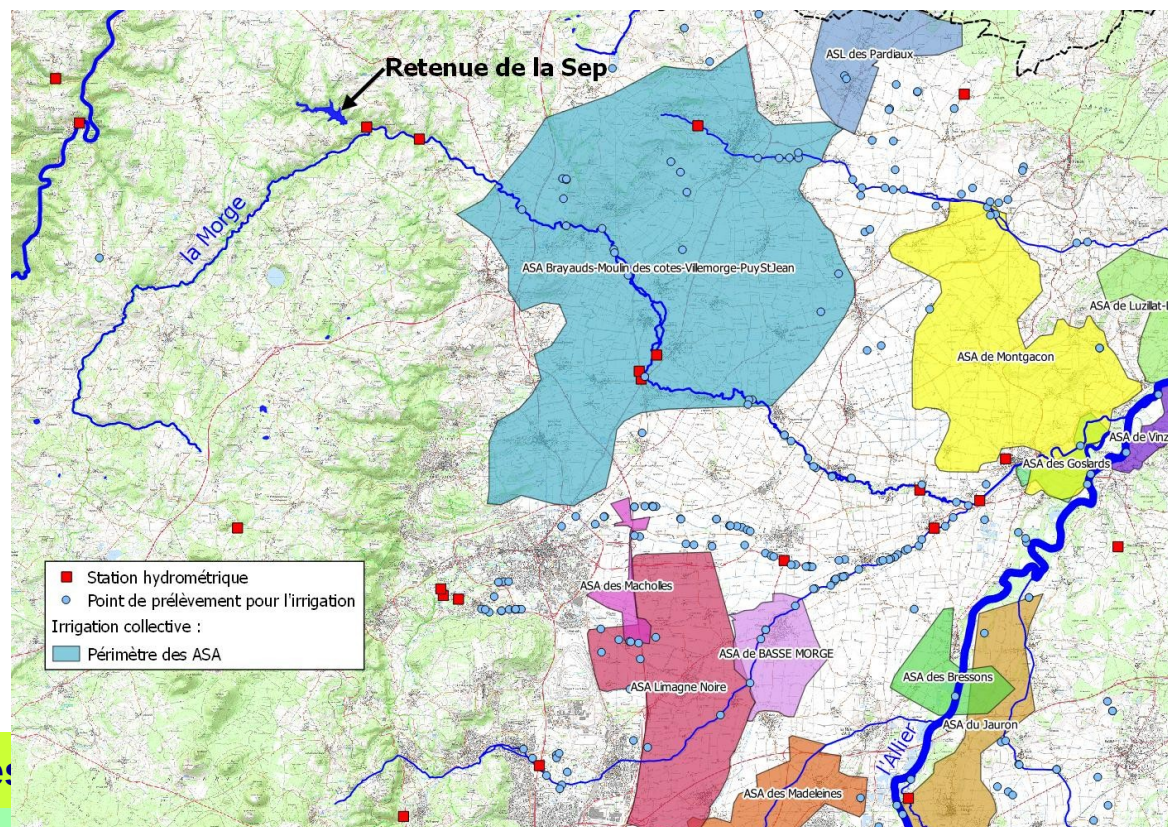 ASL des Pardiaux
Retenue de la Sep
la Morge
ASA Brayauds-Moulin des cotes-Villemorge-PuyStJean
ASA de Luzillat-
ASA de Montgacon
ASA de Vinz
ASA des Goslards
Station hydrométrique
Point de prélèvement pour l'irrigation
Irrigation collective :
Périmètre des ASA
ASA des Macholles
ASA de BASSE MORGE
ASA des Bressons
ASA Limagne Noire
ASA du Jauron
l'Allier
ASA des Madeleines